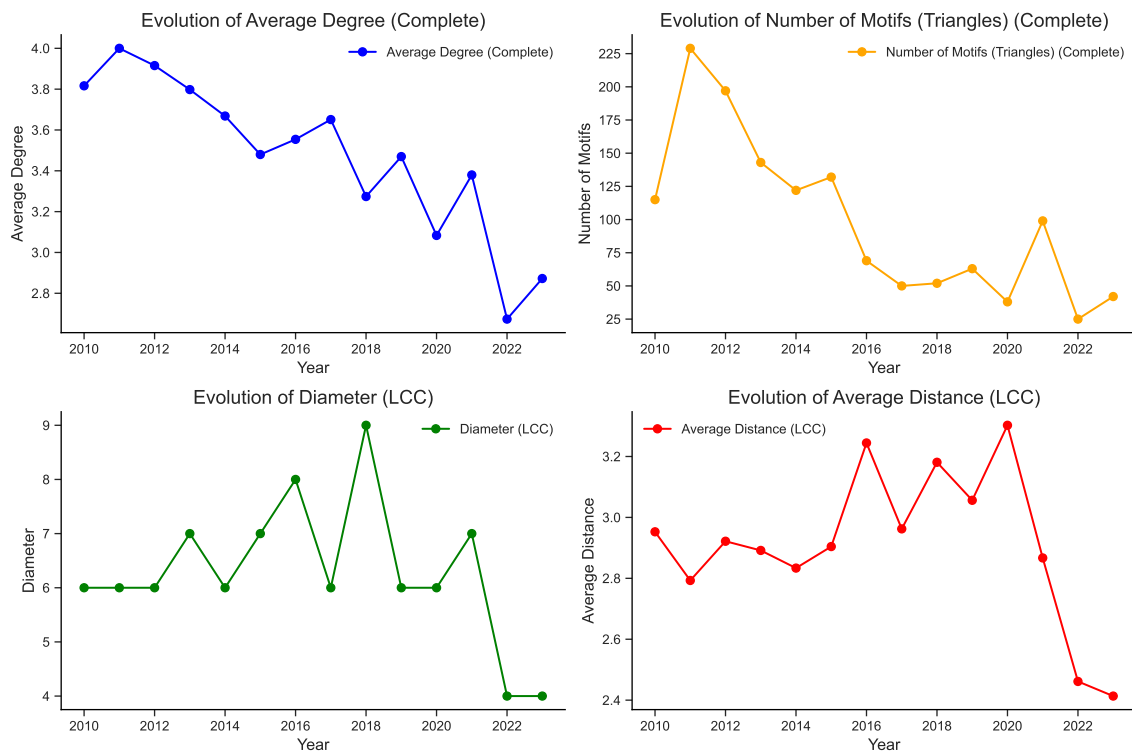 Evolution of Average Degree (Complete)
Average Degree (Complete)
4.0
3.8
3.6
3.4
3.2
3.0
2.8
Average Degree
2010 2012 2014 2016 2018 2020 2022
Year
Evolution of Number of Motifs (Triangles) (Complete)
Number of Motifs (Triangles) (Complete)
225
200
175
150
125
100
75
50
25
Number of Motifs
2010 2012 2014 2016 2018 2020 2022
Year
Evolution of Diameter (LCC)
Diameter (LCC)
9
8
7
6
5
4
Diameter
2010 2012 2014 2016 2018 2020 2022
Year
Evolution of Average Distance (LCC)
Average Distance (LCC)
3.2
3.0
2.8
2.6
2.4
Average Distance
2010 2012 2014 2016 2018 2020 2022
Year